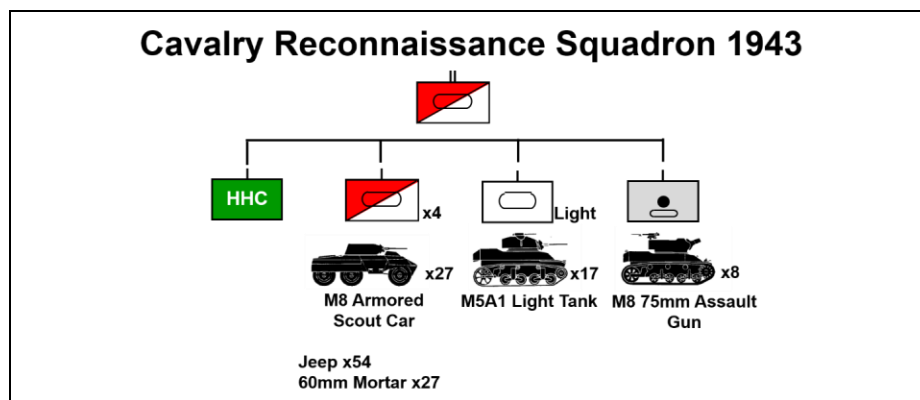 Cavalry Reconnaissance Squadron 1943
HHC
x4
Light
x27
x17
x8
M8 Armored
Scout Car
M5A1 Light Tank
M8 75mm Assault
Gun
Jeep x54
60mm Mortar x27